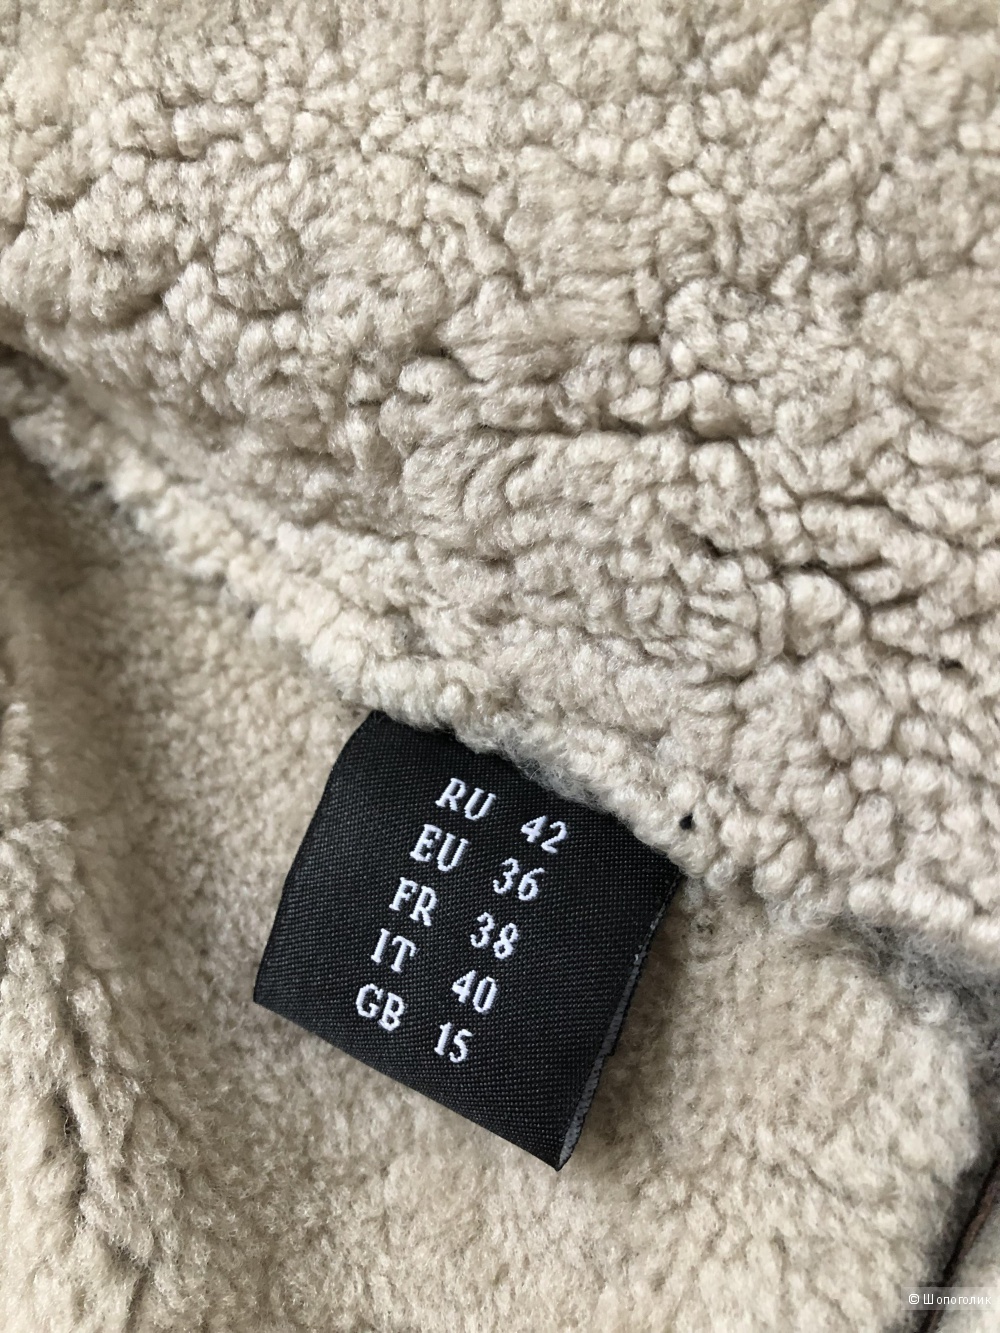 RU 42
EU 36
FR 38
IT 40
GB 15
© Шопоголик